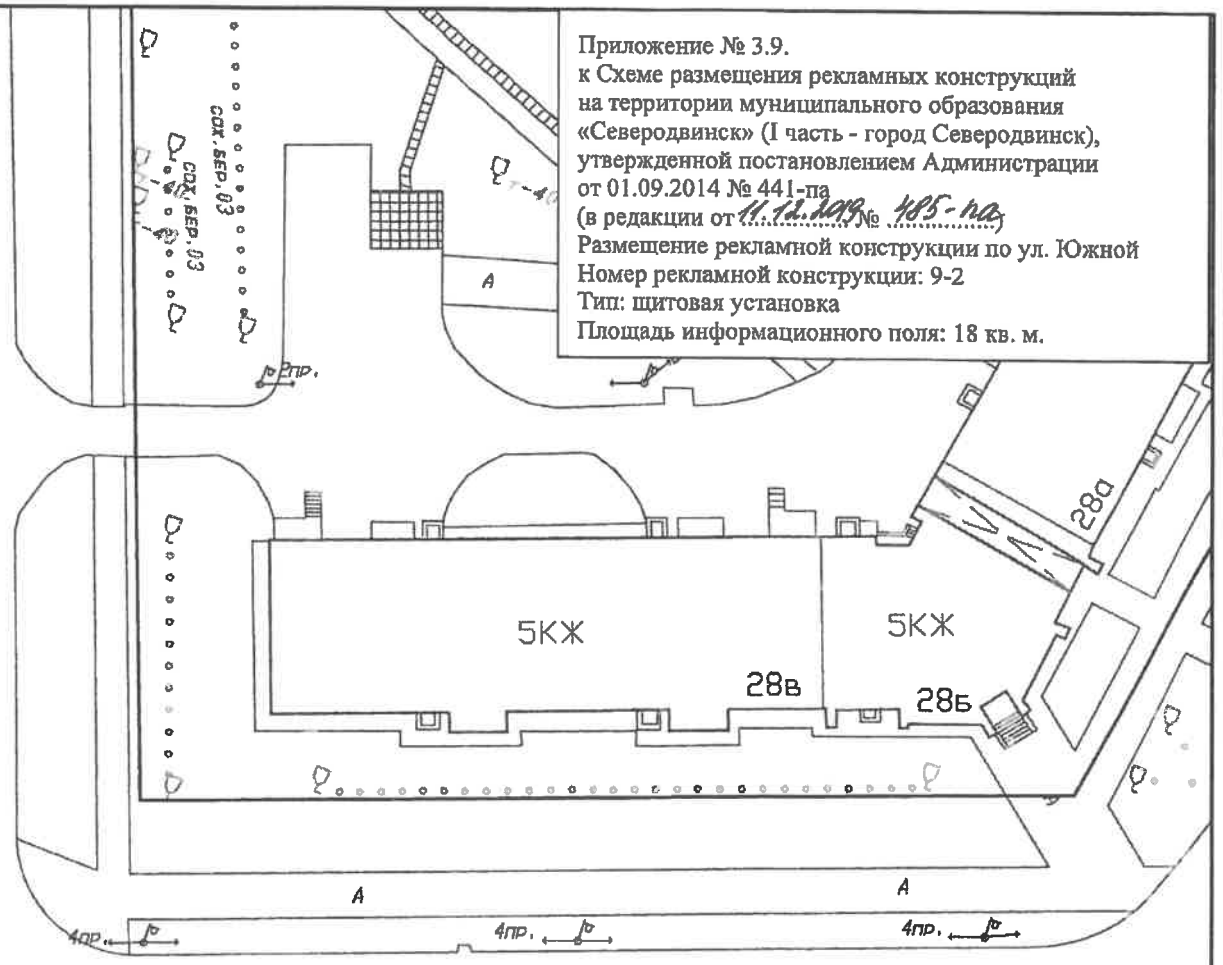 Приложение № 3.9.
к Схеме размещения рекламных конструкций
на территории муниципального образования
«Северодвинск» (I часть - город Северодвинск),
утвержденной постановлением Администрации
от 01.09.2014 № 441-па
(в редакции от 11.12.2019 № 485-па)
Размещение рекламной конструкции по ул. Южной
Номер рекламной конструкции: 9-2
Тип: щитовая установка
Площадь информационного поля: 18 кв. м.
сох. БЕР. 03
сох. БЕР. 03
т-40
А
2пр.
28а
5КЖ
5КЖ
28в
28Б
А
А
4пр.
4пр.
4пр.